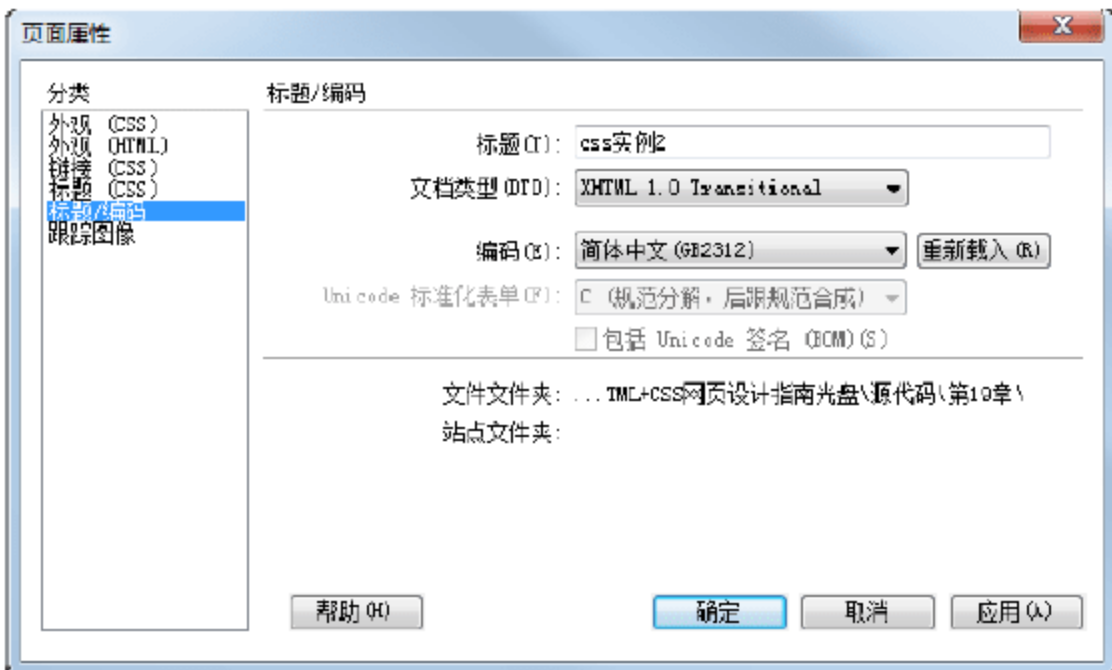 页面属性
分类
外观 (CSS)
外观 (HTML)
链接 (CSS)
标题 (CSS)
标题/编码
跟踪图像
标题/编码
标题(T): css实例2
文档类型(DTD): XHTML 1.0 Transitional
编码(E): 简体中文(GB2312) 重新载入(R)
Unicode 标准化表单(F): C (规范分解,后跟规范合成)
包括 Unicode 签名 (BOM)(S)
文件文件夹: ...TML+CSS网页设计指南光盘\源代码\第19章\
站点文件夹:
帮助(H) 确定 取消 应用(A)